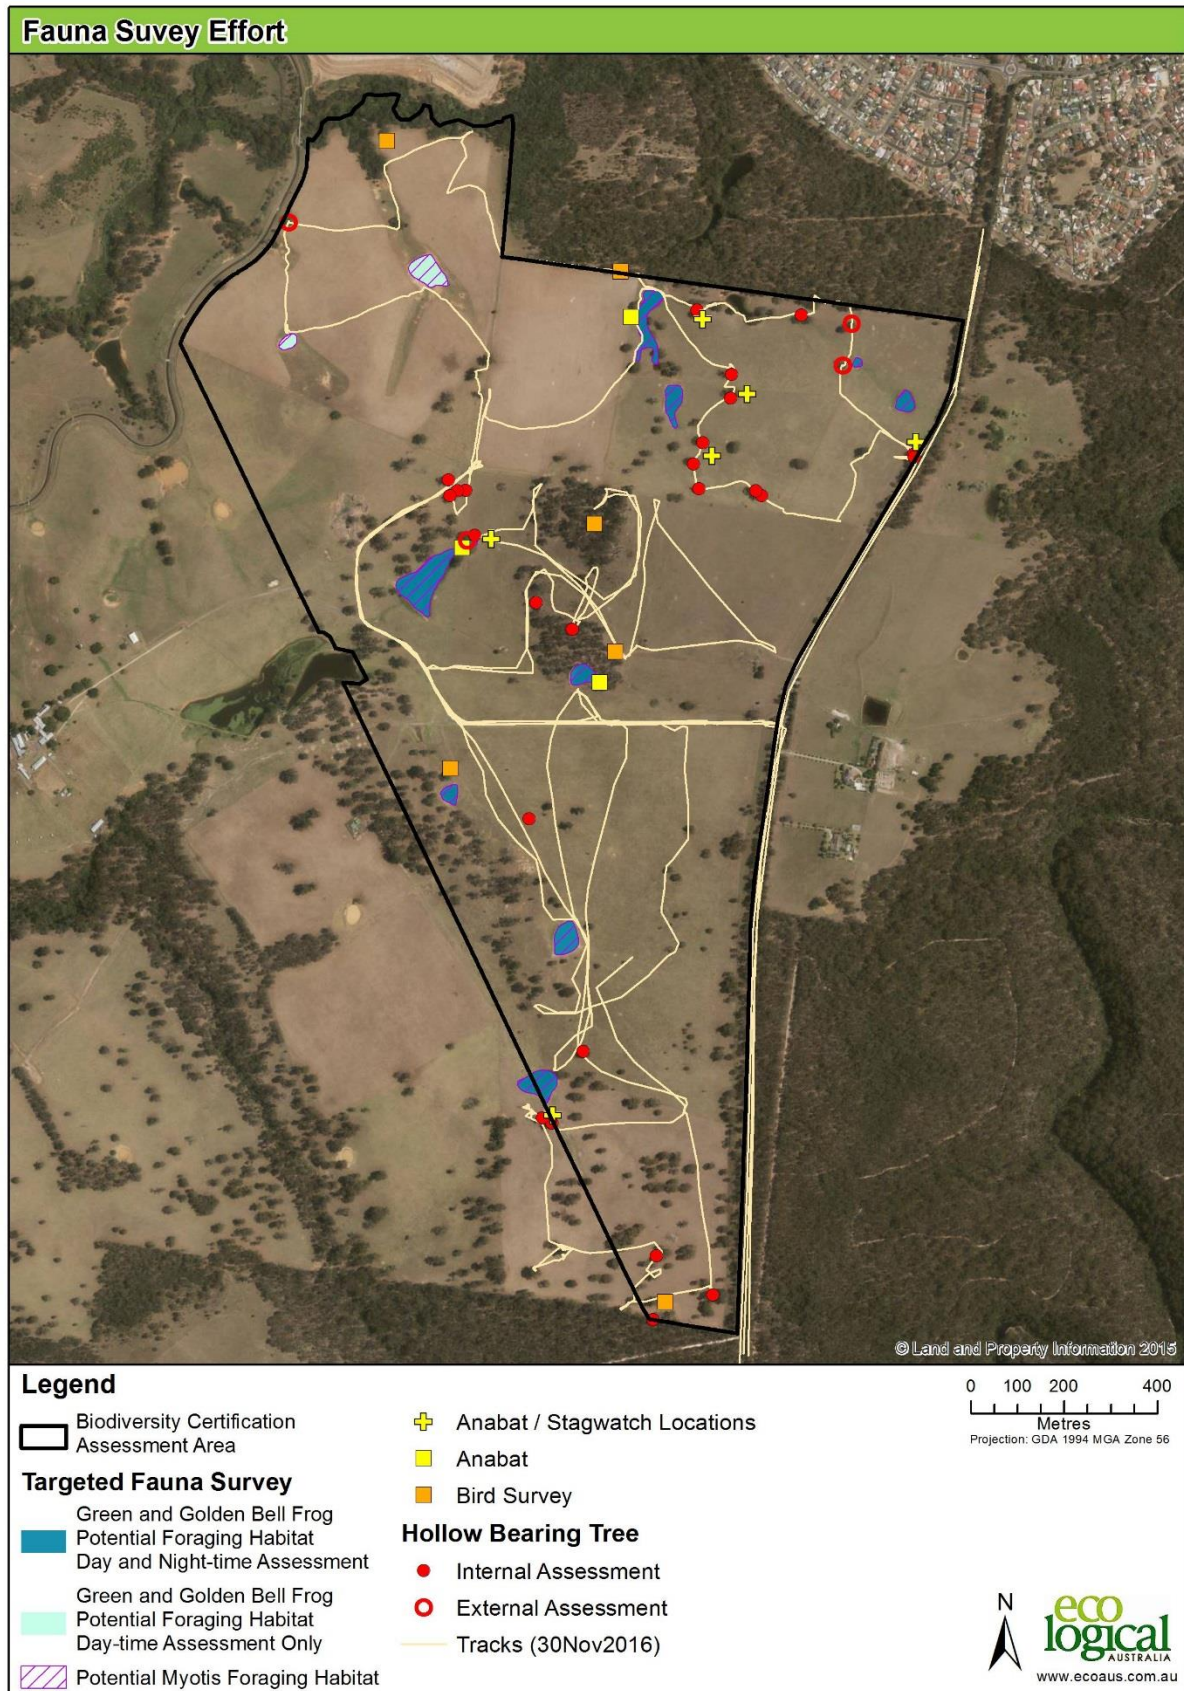 Fauna Suvey Effort
© Land and Property Information 2015
Legend
Biodiversity Certification
Assessment Area
Targeted Fauna Survey
Green and Golden Bell Frog
Potential Foraging Habitat
Day and Night-time Assessment
Green and Golden Bell Frog
Potential Foraging Habitat
Day-time Assessment Only
Potential Myotis Foraging Habitat
Anabat / Stagwatch Locations
Anabat
Bird Survey
Hollow Bearing Tree
Internal Assessment
External Assessment
Tracks (30Nov2016)
0 100 200 400
Metres
Projection: GDA 1994 MGA Zone 56
N
eco
logical
AUSTRALIA
www.ecoaus.com.au